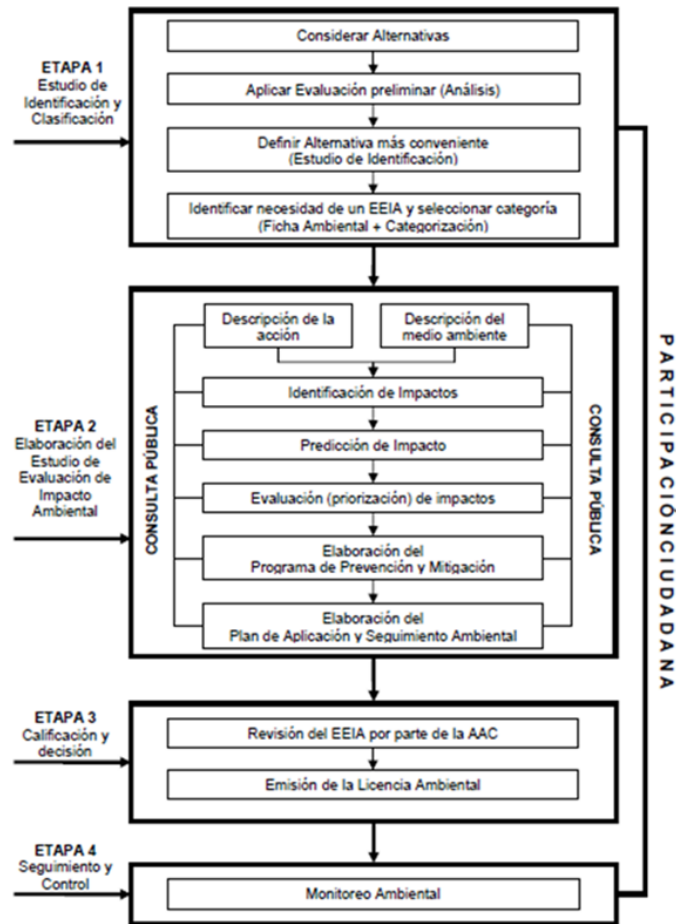 ETAPA 1
Estudio de
Identificación y
Clasificación
Considerar Alternativas
Aplicar Evaluación preliminar (Análisis)
Definir Alternativa más conveniente
(Estudio de Identificación)
Identificar necesidad de un EEIA y seleccionar categoría
(Ficha Ambiental + Categorización)
ETAPA 2
Elaboración del
Estudio de
Evaluación de
Impacto
Ambiental
CONSULTA PÚBLICA
Descripción de la
acción
Descripción del
medio ambiente
Identificación de Impactos
Predicción de Impacto
Evaluación (priorización) de impactos
Elaboración del
Programa de Prevención y Mitigación
Elaboración del
Plan de Aplicación y Seguimiento Ambiental
CONSULTA PÚBLICA
PARTICIPACIÓNCIUDADANA
ETAPA 3
Calificación y
decisión
Revisión del EEIA por parte de la AAC
Emisión de la Licencia Ambiental
ETAPA 4
Seguimiento y
Control
Monitoreo Ambiental